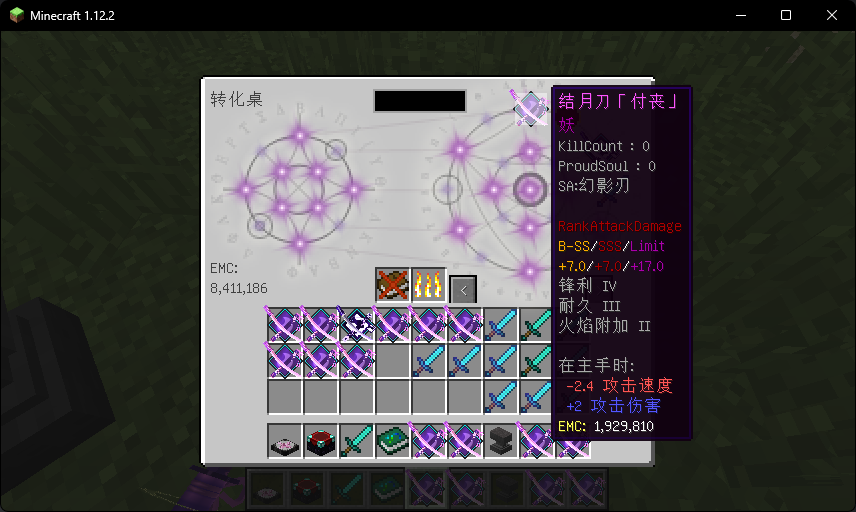 Minecraft 1.12.2
转化桌
EMC:
8,411,186
结月刀「付丧」
妖
KillCount : 0
ProudSoul : 0
SA:幻影刃
RankAttackDamage
B-SS/SSS/Limit
+7.0/+7.0/+17.0
锋利 IV
耐久 III
火焰附加 II
在主手时:
-2.4 攻击速度
+2 攻击伤害
EMC: 1,929,810